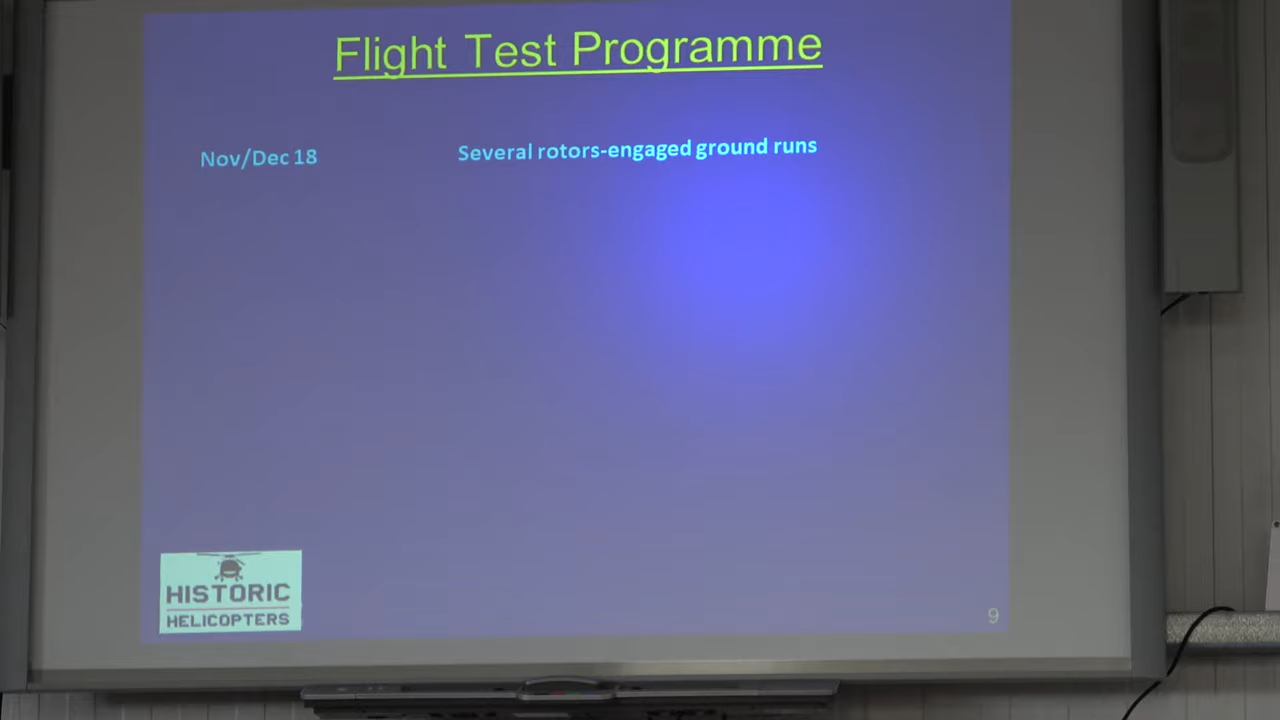 Flight Test Programme
Nov/Dec 18 Several rotors-engaged ground runs
HISTORIC
HELICOPTERS
9